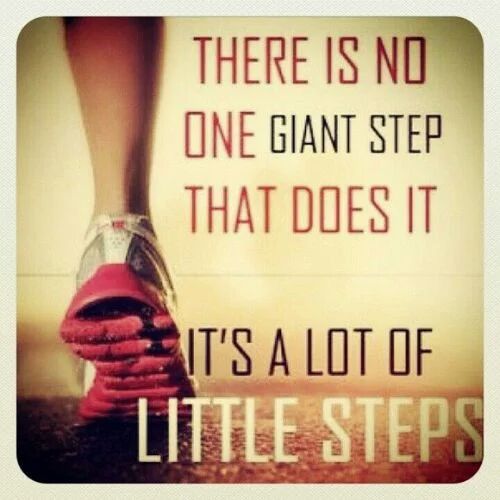 THERE IS NO
ONE GIANT STEP
THAT DOES IT
IT'S A LOT OF
LITTLE STEPS